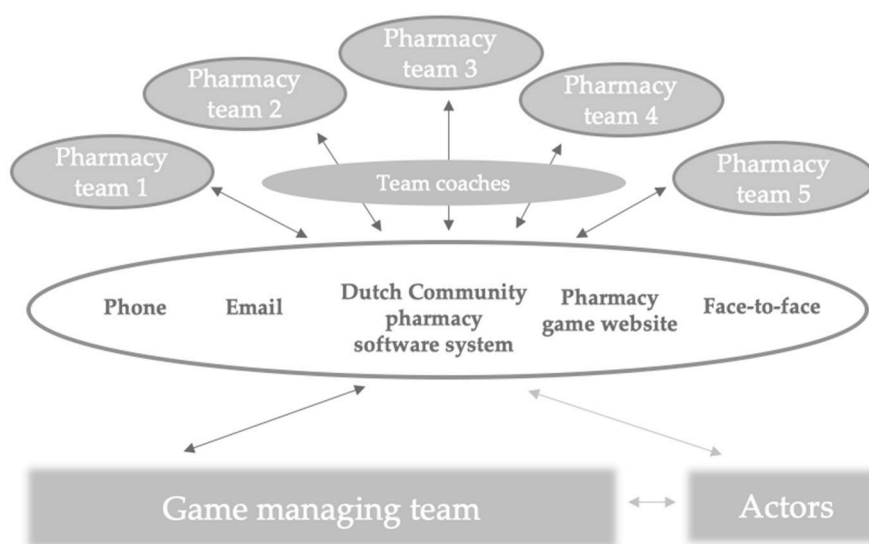 Pharmacy
team 3
Pharmacy
team 2
Pharmacy
team 4
Pharmacy
team 1
Team coaches
Pharmacy
team 5
Phone
Email
Dutch Community
pharmacy
software system
Pharmacy
game website
Face-to-face
Game managing team
Actors